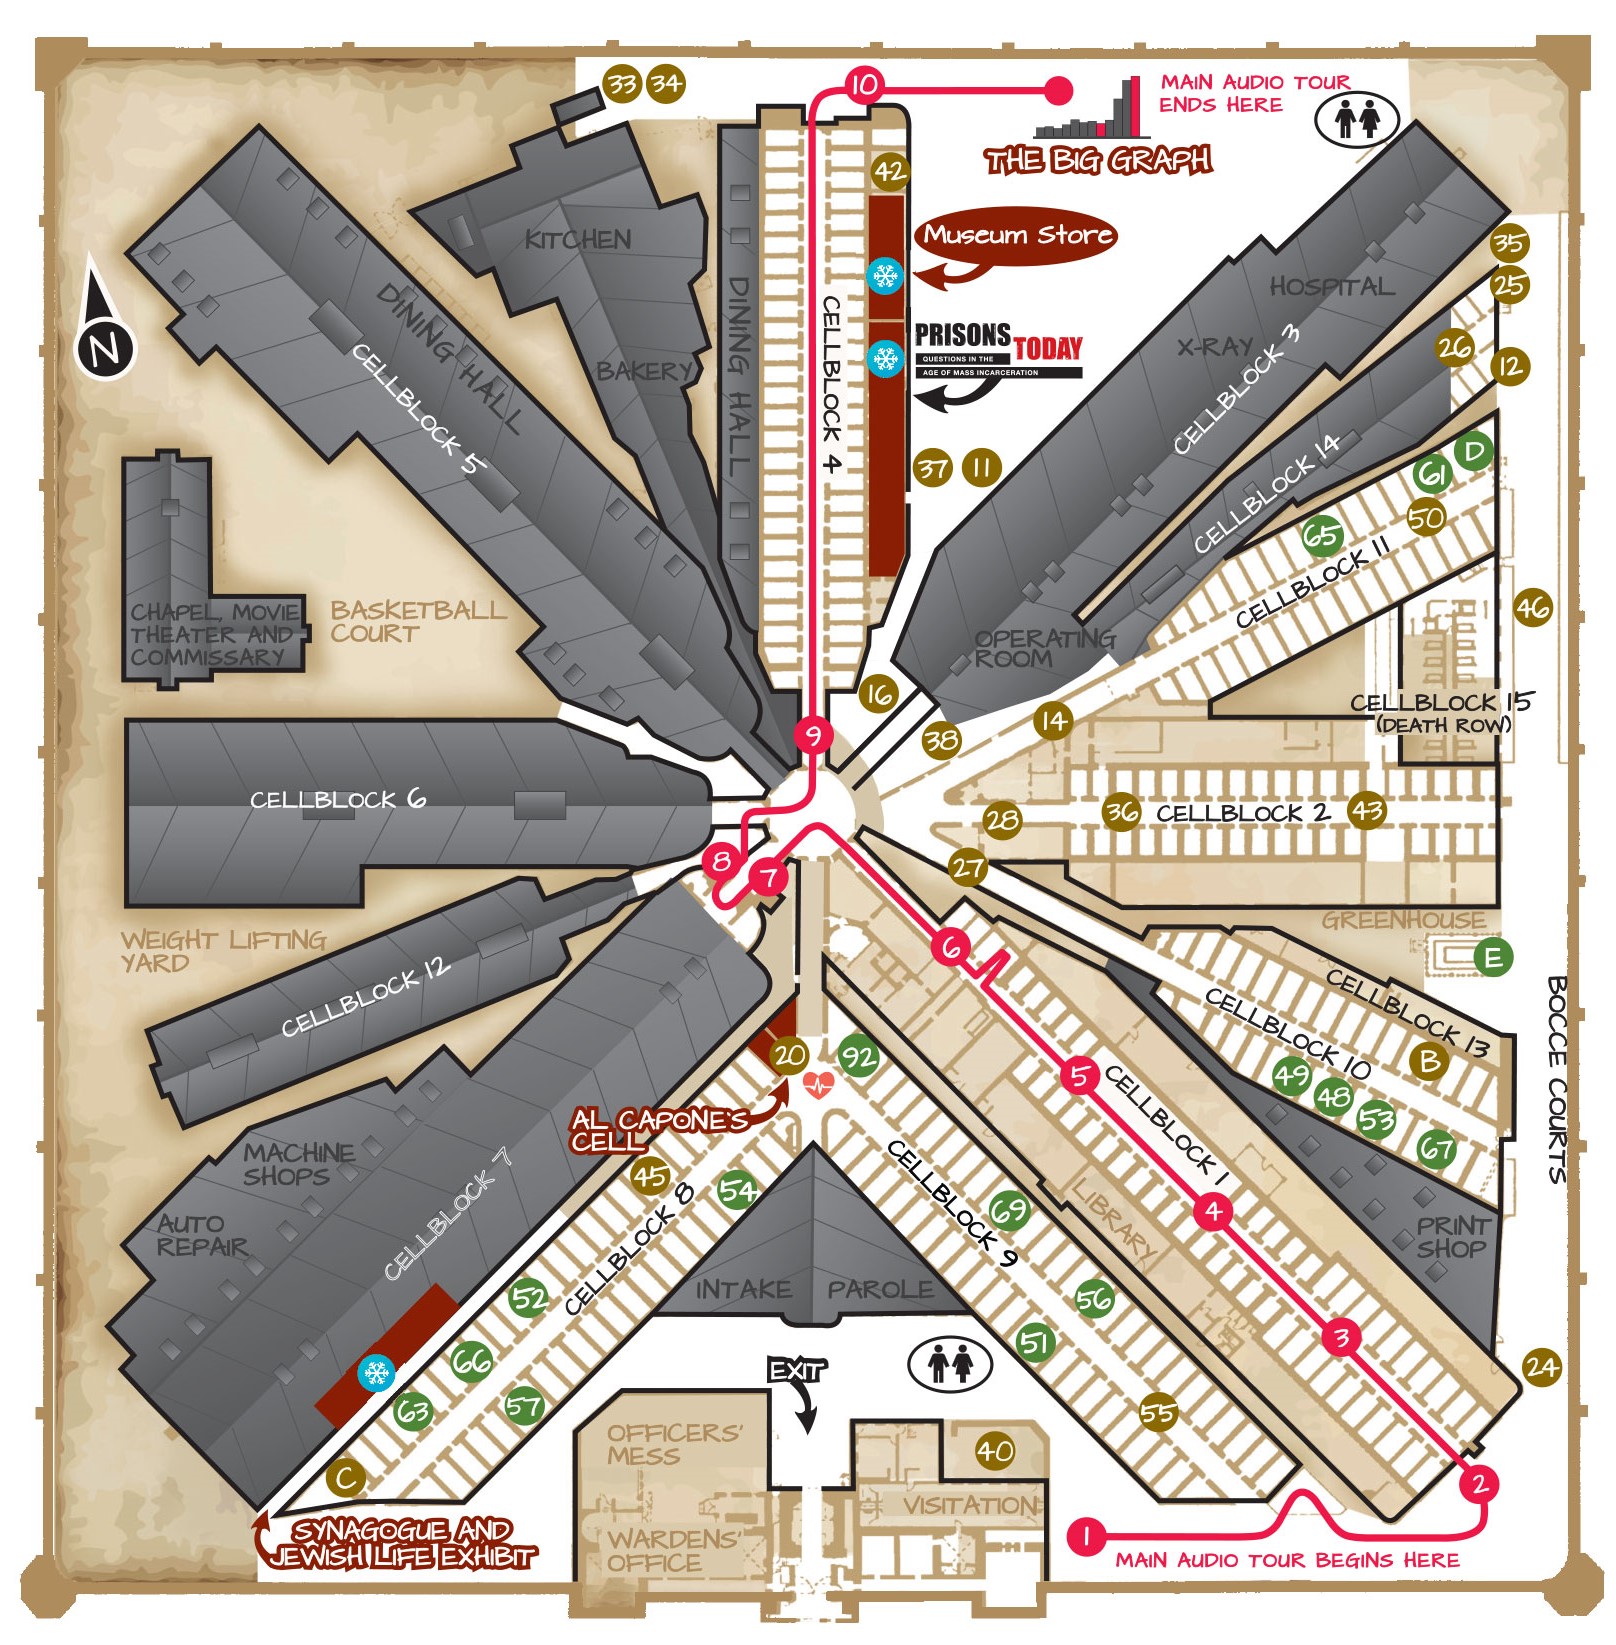 33
34
10
MAIN AUDIO TOUR
ENDS HERE
THE BIG GRAPH
42
Museum Store
KITCHEN
DINING HALL
CELLBLOCK 5
BAKERY
DINING HALL
CELLBLOCK 4
PRISONS
TODAY
QUESTIONS IN THE
AGE OF MASS INCARCERATION
HOSPITAL
X-RAY
CELLBLOCK 3
35
25
26
12
N
37
11
CELLBLOCK 14
D
61
50
65
CELLBLOCK 11
46
CHAPEL, MOVIE
THEATER AND
COMMISSARY
BASKETBALL
COURT
OPERATING
ROOM
16
38
14
CELLBLOCK 15
(DEATH ROW)
9
CELLBLOCK 6
28
36
CELLBLOCK 2
43
8
7
27
GREENHOUSE
E
WEIGHT LIFTING
YARD
CELLBLOCK 12
6
CELLBLOCK 13
CELLBLOCK 10
B
49
48
53
67
BOCCE COURTS
20
92
5
CELLBLOCK 1
AL CAPONE'S
CELL
MACHINE
SHOPS
CELLBLOCK 7
45
54
CELLBLOCK 8
CELLBLOCK 9
69
LIBRARY
4
AUTO
REPAIR
PRINT
SHOP
INTAKE
PAROLE
52
56
51
3
66
63
57
EXIT
24
55
OFFICERS'
MESS
40
C
2
VISITATION
WARDENS'
OFFICE
SYNAGOGUE AND
JEWISH LIFE EXHIBIT
1
MAIN AUDIO TOUR BEGINS HERE